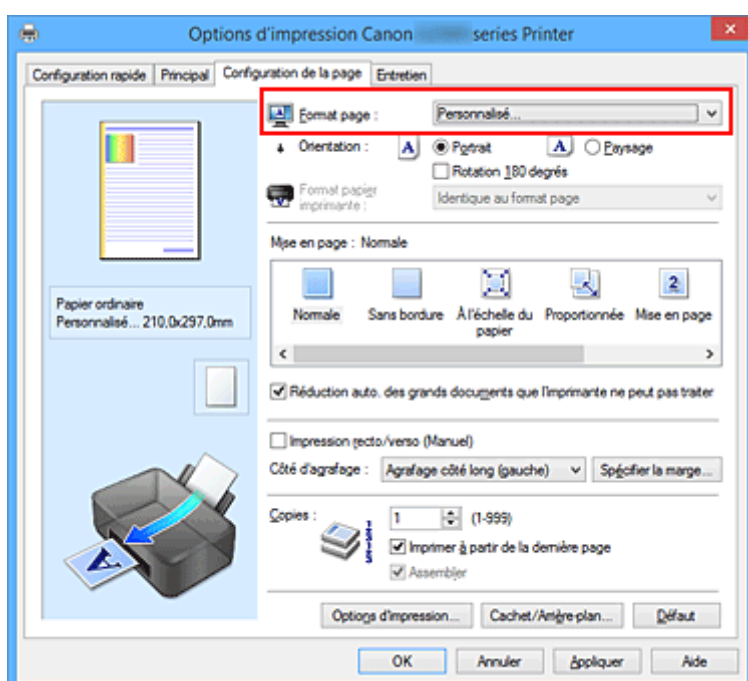 Options d'impression Canon series Printer
Configuration rapide Principal Configuration de la page Entretien
Format page : Personnalisé...
Orientation : A Portrait A Paysage
Rotation 180 degrés
Format papier imprimante : Identique au format page
Mise en page : Normale
Normale Sans bordure À l'échelle du papier Proportionnée Mise en page
2
Papier ordinaire
Personnalisé... 210,0x297,0mm
Réduction auto. des grands documents que l'imprimante ne peut pas traiter
Impression recto/verso (Manuel)
Côté d'agrafage : Agrafage côté long (gauche) Spécifier la marge...
Copies : 1 (1-999)
Imprimer à partir de la dernière page
Assembler
A
Options d'impression... Cachet/Arrière-plan... Défaut
OK Annuler Appliquer Aide